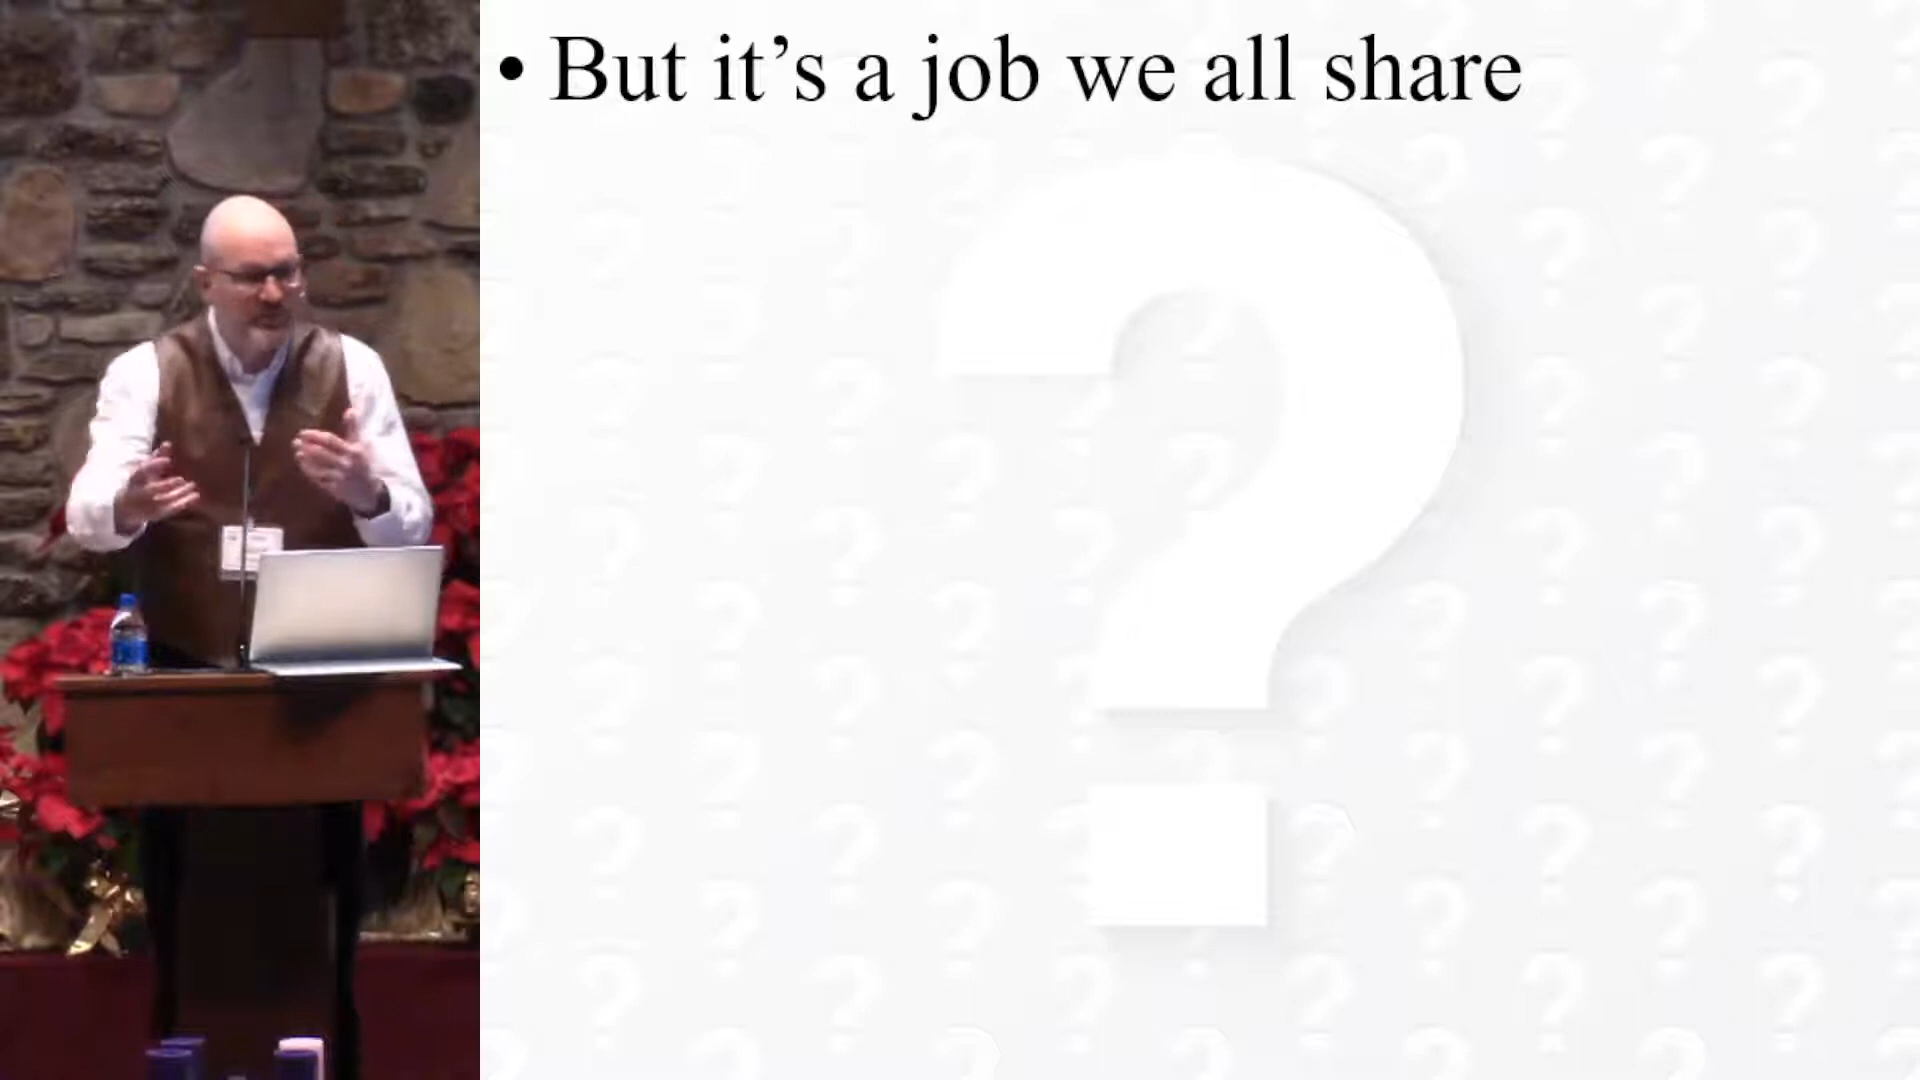 • But it’s a job we all share